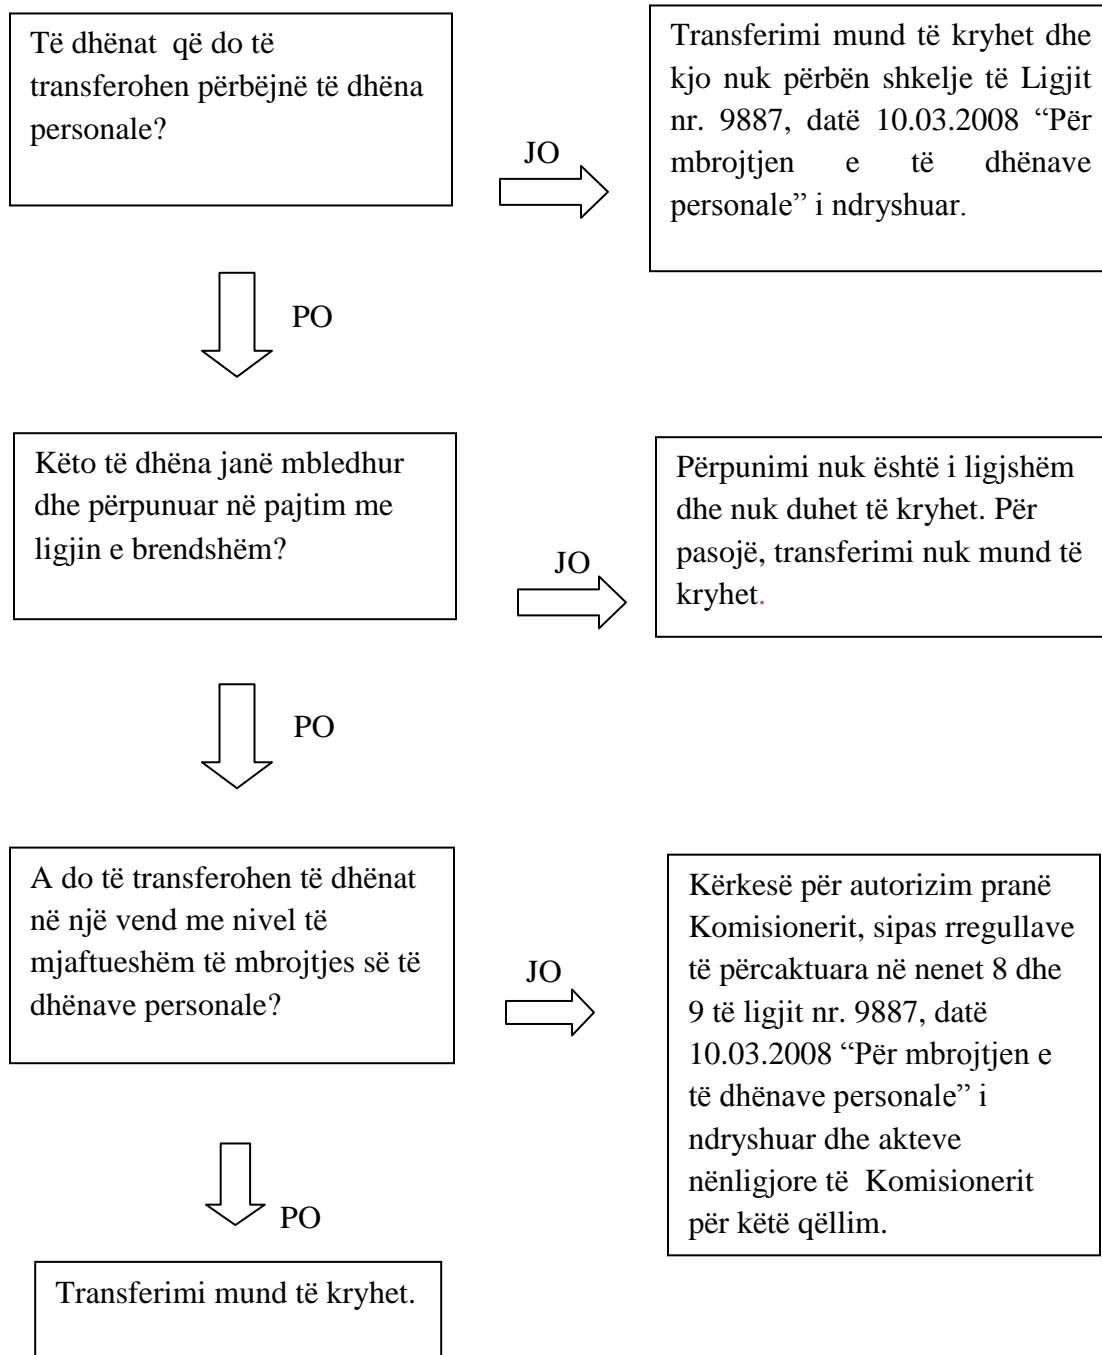 Të dhënat që do të
transferohen përbëjnë të dhëna
personale?
JO
Transferimi mund të kryhet dhe
kjo nuk përbën shkelje të Ligjit
nr. 9887, datë 10.03.2008 “Për
mbrojtjen e të dhënave
personale” i ndryshuar.
PO
Këto të dhëna janë mbledhur
dhe përpunuar në pajtim me
ligjin e brendshëm?
JO
Përpunimi nuk është i ligjshëm
dhe nuk duhet të kryhet. Për
pasojë, transferimi nuk mund të
kryhet.
PO
A do të transferohen të dhënat
në një vend me nivel të
mjaftueshëm të mbrojtjes së të
dhënave personale?
JO
Kërkesë për autorizim pranë
Komisionerit, sipas rregullave
të përcaktuara në nenet 8 dhe
9 të ligjit nr. 9887, datë
10.03.2008 “Për mbrojtjen e
të dhënave personale” i
ndryshuar dhe akteve
nënligjore të Komisionerit
për këtë qëllim.
PO
Transferimi mund të kryhet.